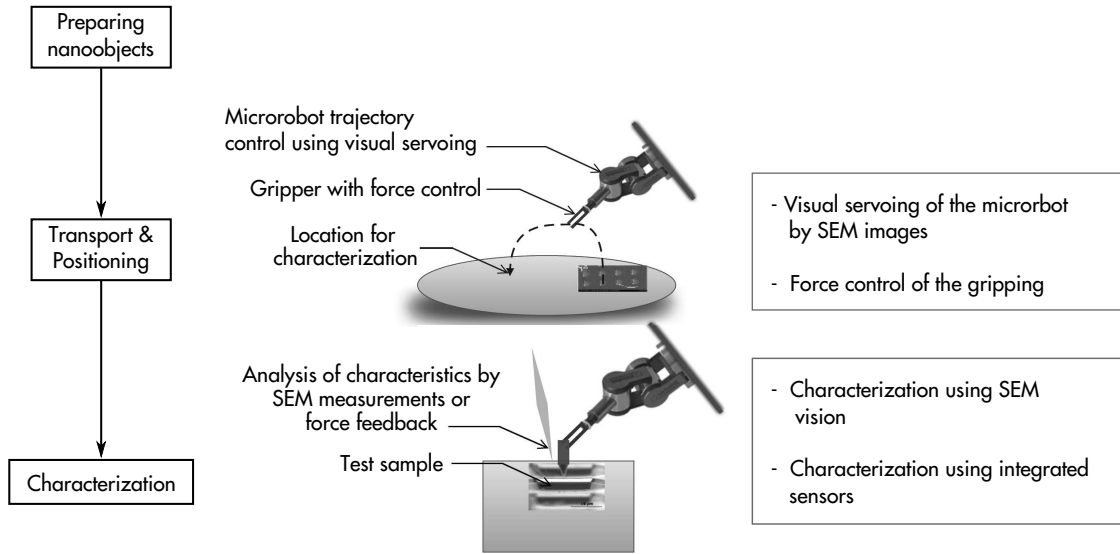 Preparing
nanoobjects
Microrobot trajectory
control using visual servoing
Gripper with force control
Transport &
Positioning
Location for
characterization
- Visual servoing of the microrbot
by SEM images
- Force control of the gripping
Analysis of characteristics by
SEM measurements or
force feedback
Test sample
Characterization
- Characterization using SEM
vision
- Characterization using integrated
sensors